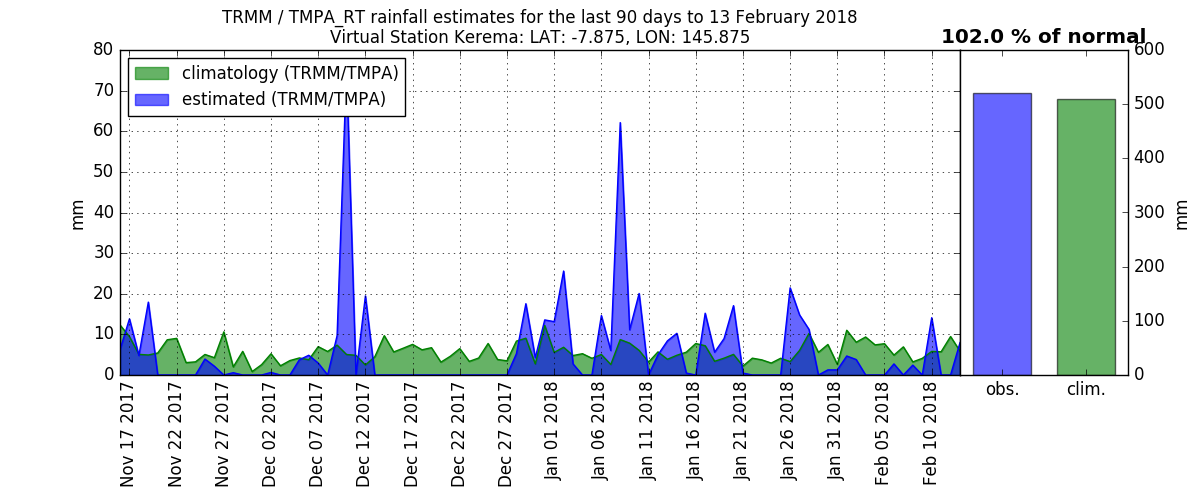 TRMM / TMPA_RT rainfall estimates for the last 90 days to 13 February 2018
Virtual Station Kerema: LAT: -7.875, LON: 145.875
102.0 % of normal
climatology (TRMM/TMPA)
estimated (TRMM/TMPA)
mm
80
70
60
50
40
30
20
10
0
600
500
400
300
200
100
0
mm
obs.
clim.
Nov 17 2017
Nov 22 2017
Nov 27 2017
Dec 02 2017
Dec 07 2017
Dec 12 2017
Dec 17 2017
Dec 22 2017
Dec 27 2017
Jan 01 2018
Jan 06 2018
Jan 11 2018
Jan 16 2018
Jan 21 2018
Jan 26 2018
Jan 31 2018
Feb 05 2018
Feb 10 2018